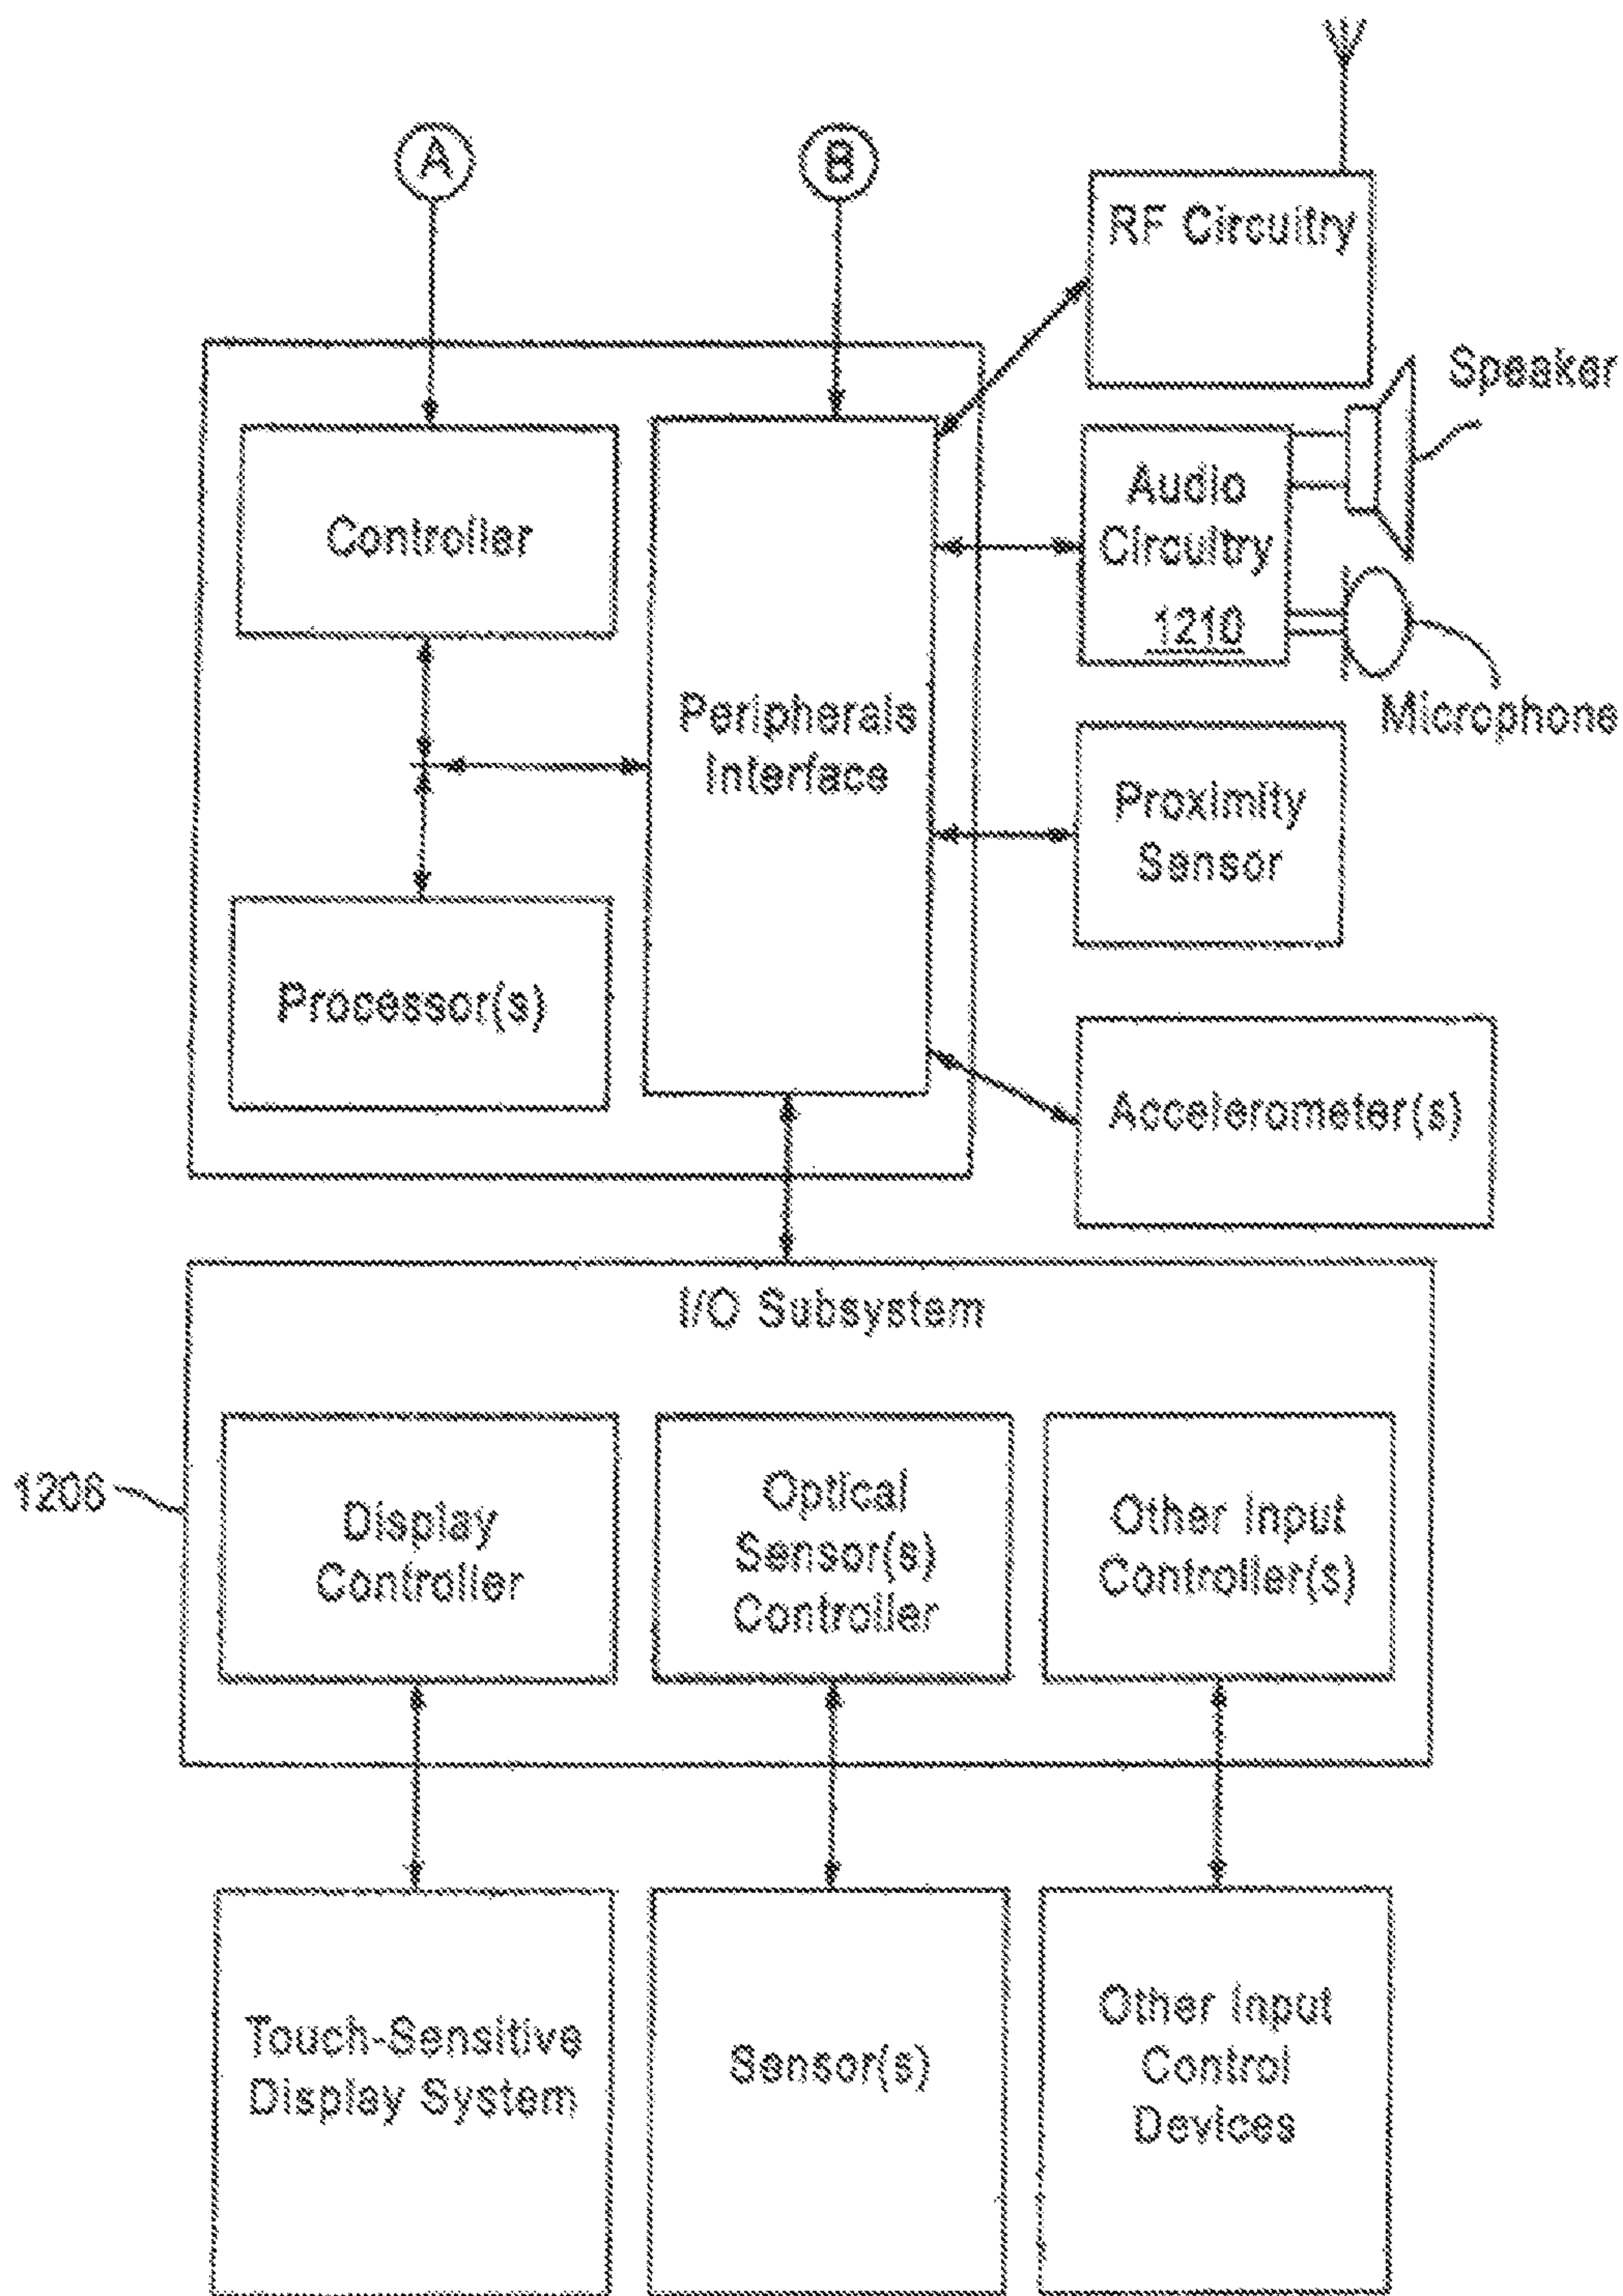 A
B
RF Circuitry
Speaker
Controller
Audio
Circuitry
1210
Microphone
Peripherals
Interface
Proximity
Sensor
Processor(s)
Accelerometer(s)
I/O Subsystem
1206
Display
Controller
Optical
Sensor(s)
Controller
Other Input
Controller(s)
Touch-Sensitive
Display System
Sensor(s)
Other Input
Control
Devices